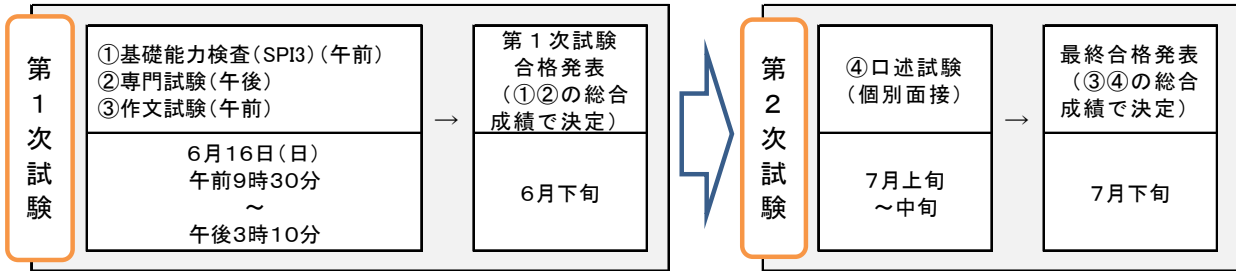 第１次試験
①基礎能力検査（SPI3）（午前）
②専門試験（午後）
③作文試験（午前）
６月16日（日）
午前９時30分
～
午後３時10分
→
第１次試験
合格発表
（①②の総合
成績で決定）
６月下旬
第２次試験
④口述試験
（個別面接）
７月上旬
～中旬
→
最終合格発表
（③④の総合
成績で決定）
７月下旬